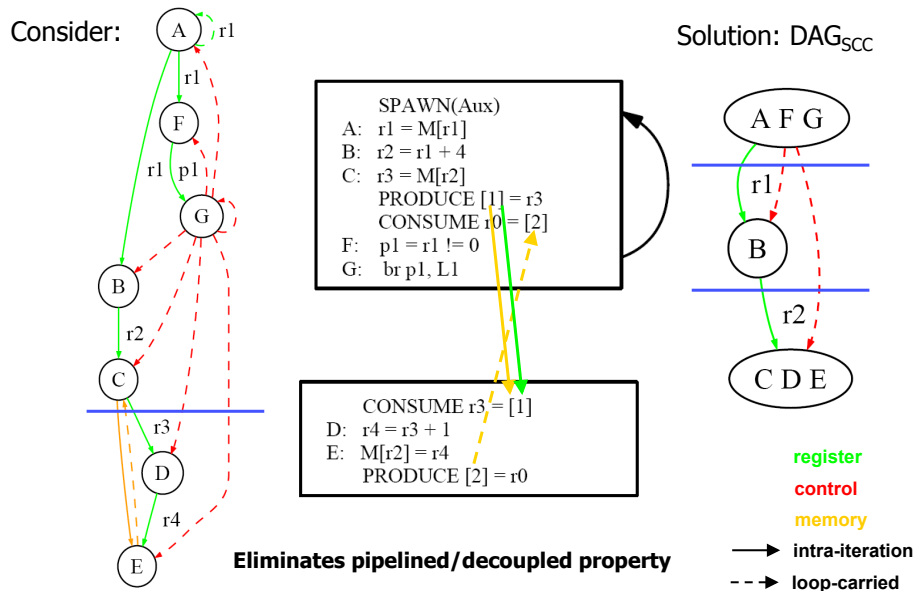 Consider:
A
r1
r1
F
r1
p1
G
B
r2
C
r3
D
r4
E
SPAWN(Aux)
A: r1 = M[r1]
B: r2 = r1 + 4
C: r3 = M[r2]
PRODUCE [1] = r3
CONSUME r0 = [2]
F: p1 = r1 != 0
G: br p1, L1
CONSUME r3 = [1]
D: r4 = r3 + 1
E: M[r2] = r4
PRODUCE [2] = r0
Eliminates pipelined/decoupled property
Solution: DAGSCC
A F G
r1
B
r2
C D E
register
control
memory
intra-iteration
loop-carried